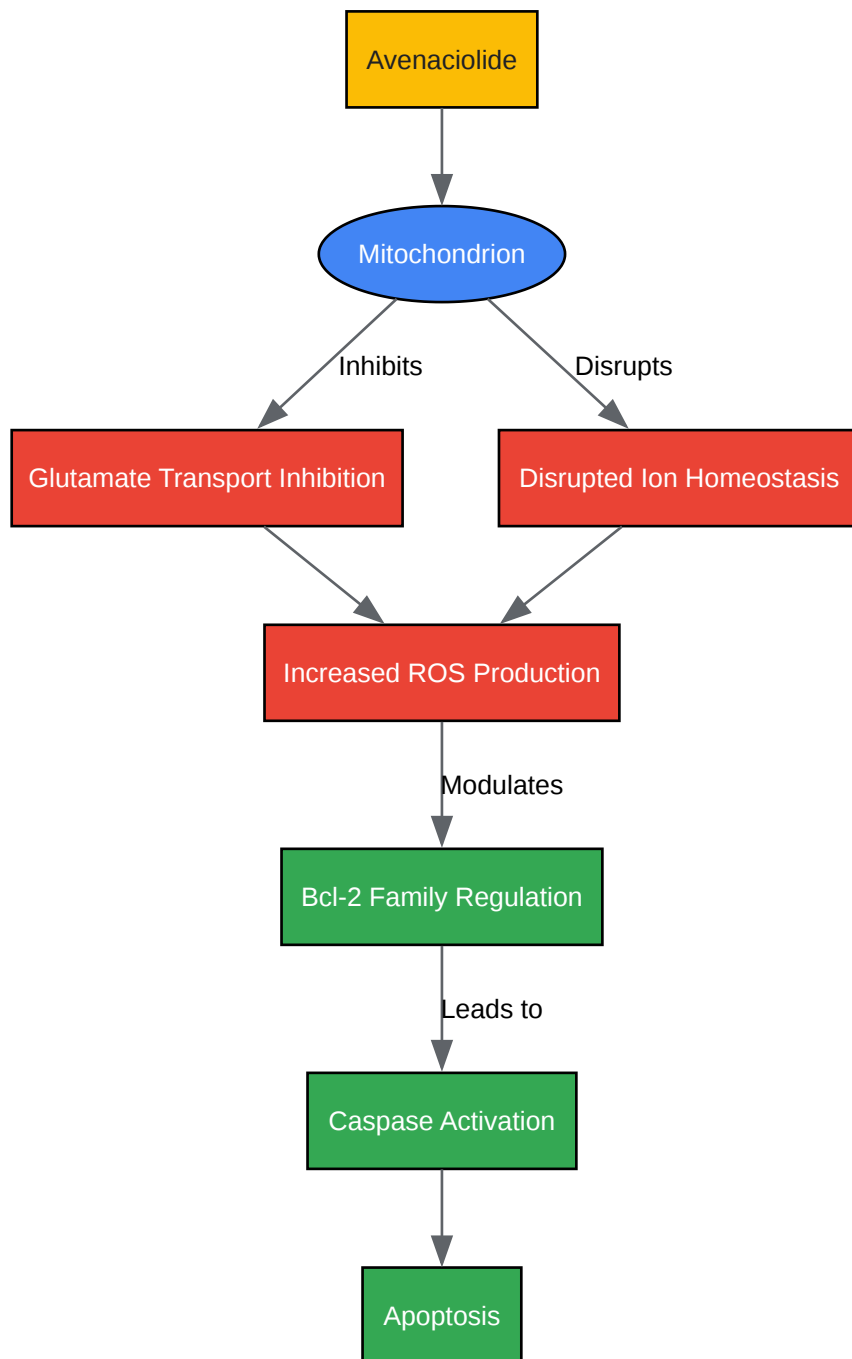 Avenaciolide
Mitochondrion
Inhibits
Disrupts
Glutamate Transport Inhibition
Disrupted Ion Homeostasis
Increased ROS Production
Modulates
Bcl-2 Family Regulation
Leads to
Caspase Activation
Apoptosis